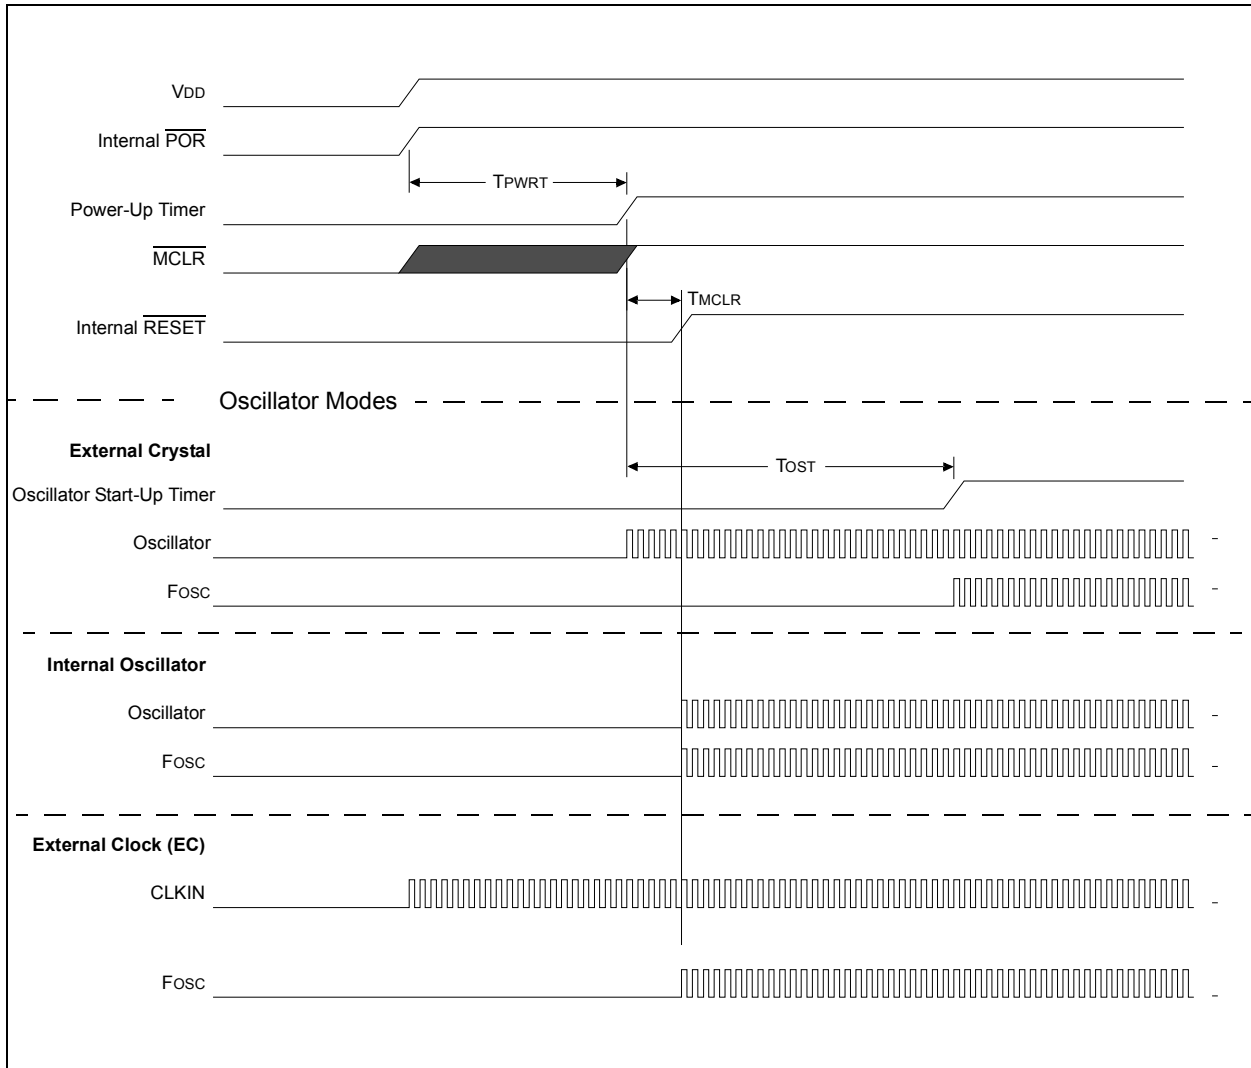 VDD
Internal POR
TPWRT
Power-Up Timer
MCLR
TMCLR
Internal RESET
Oscillator Modes
External Crystal
TOST
Oscillator Start-Up Timer
Oscillator
FOSC
Internal Oscillator
Oscillator
FOSC
External Clock (EC)
CLKIN
FOSC